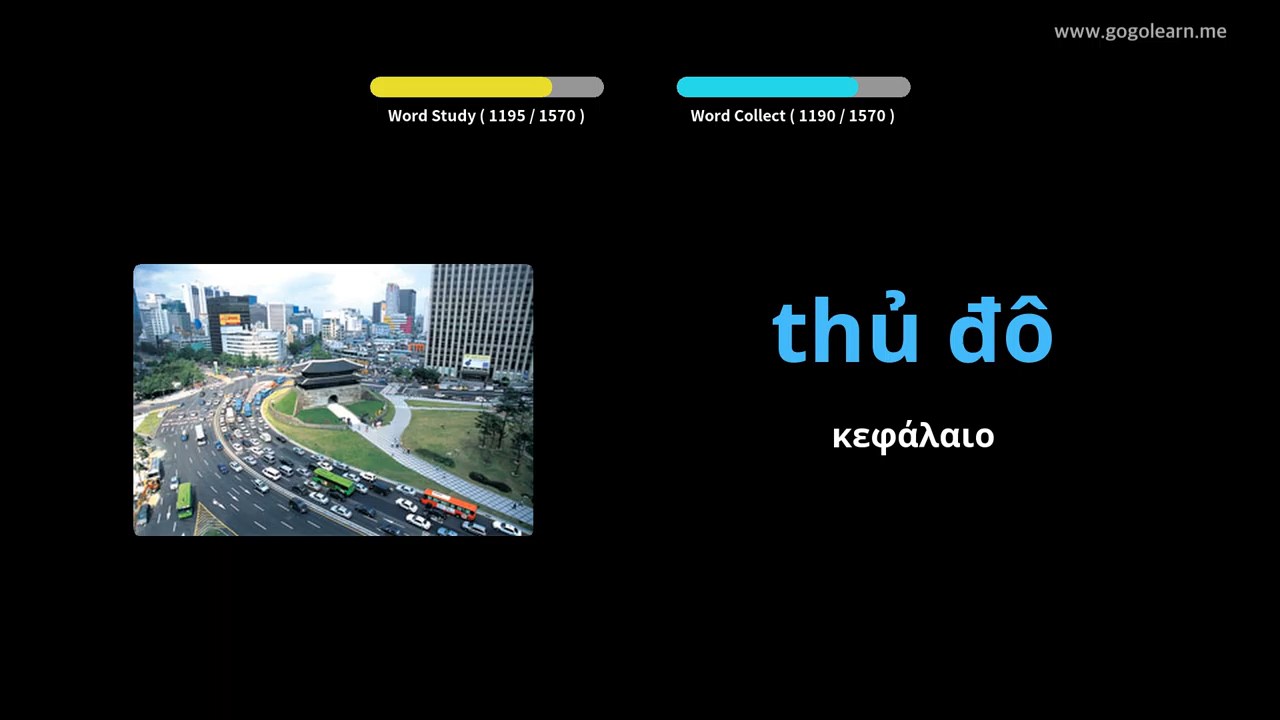 www.gogolearn.me
Word Study ( 1195 / 1570 )
Word Collect ( 1190 / 1570 )
thủ đô
κεφάλαιο